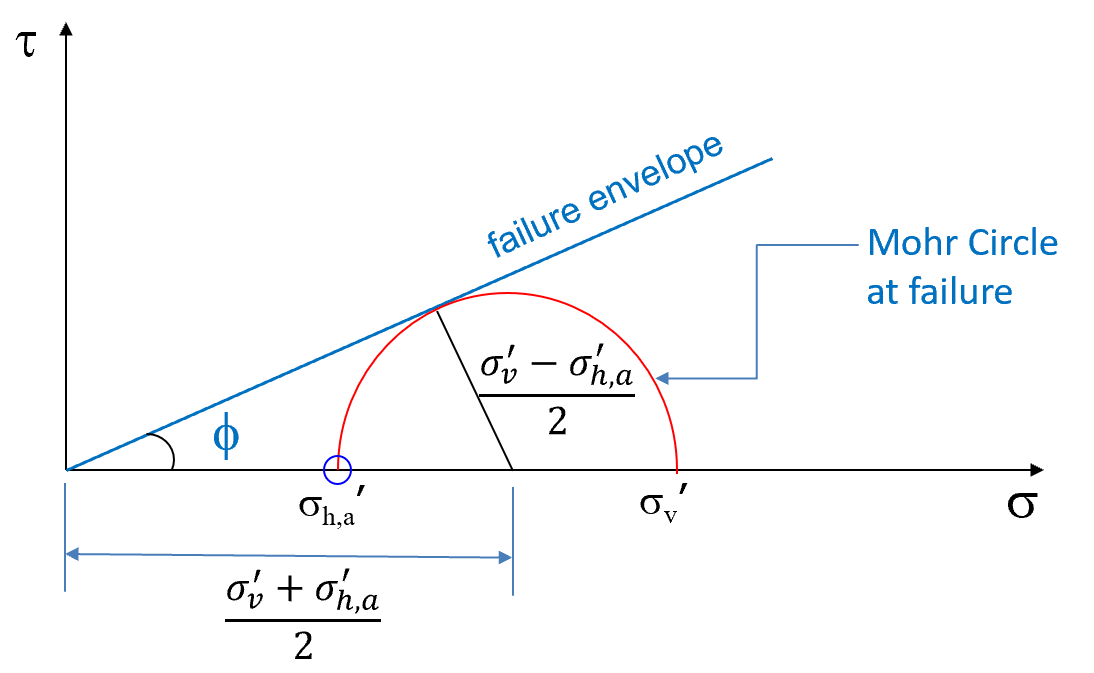 τ
failure envelope
Mohr Circle
at failure
σ′v − σ′h,a
2
ϕ
σh,a′
σv′
σ
σ′v + σ′h,a
2